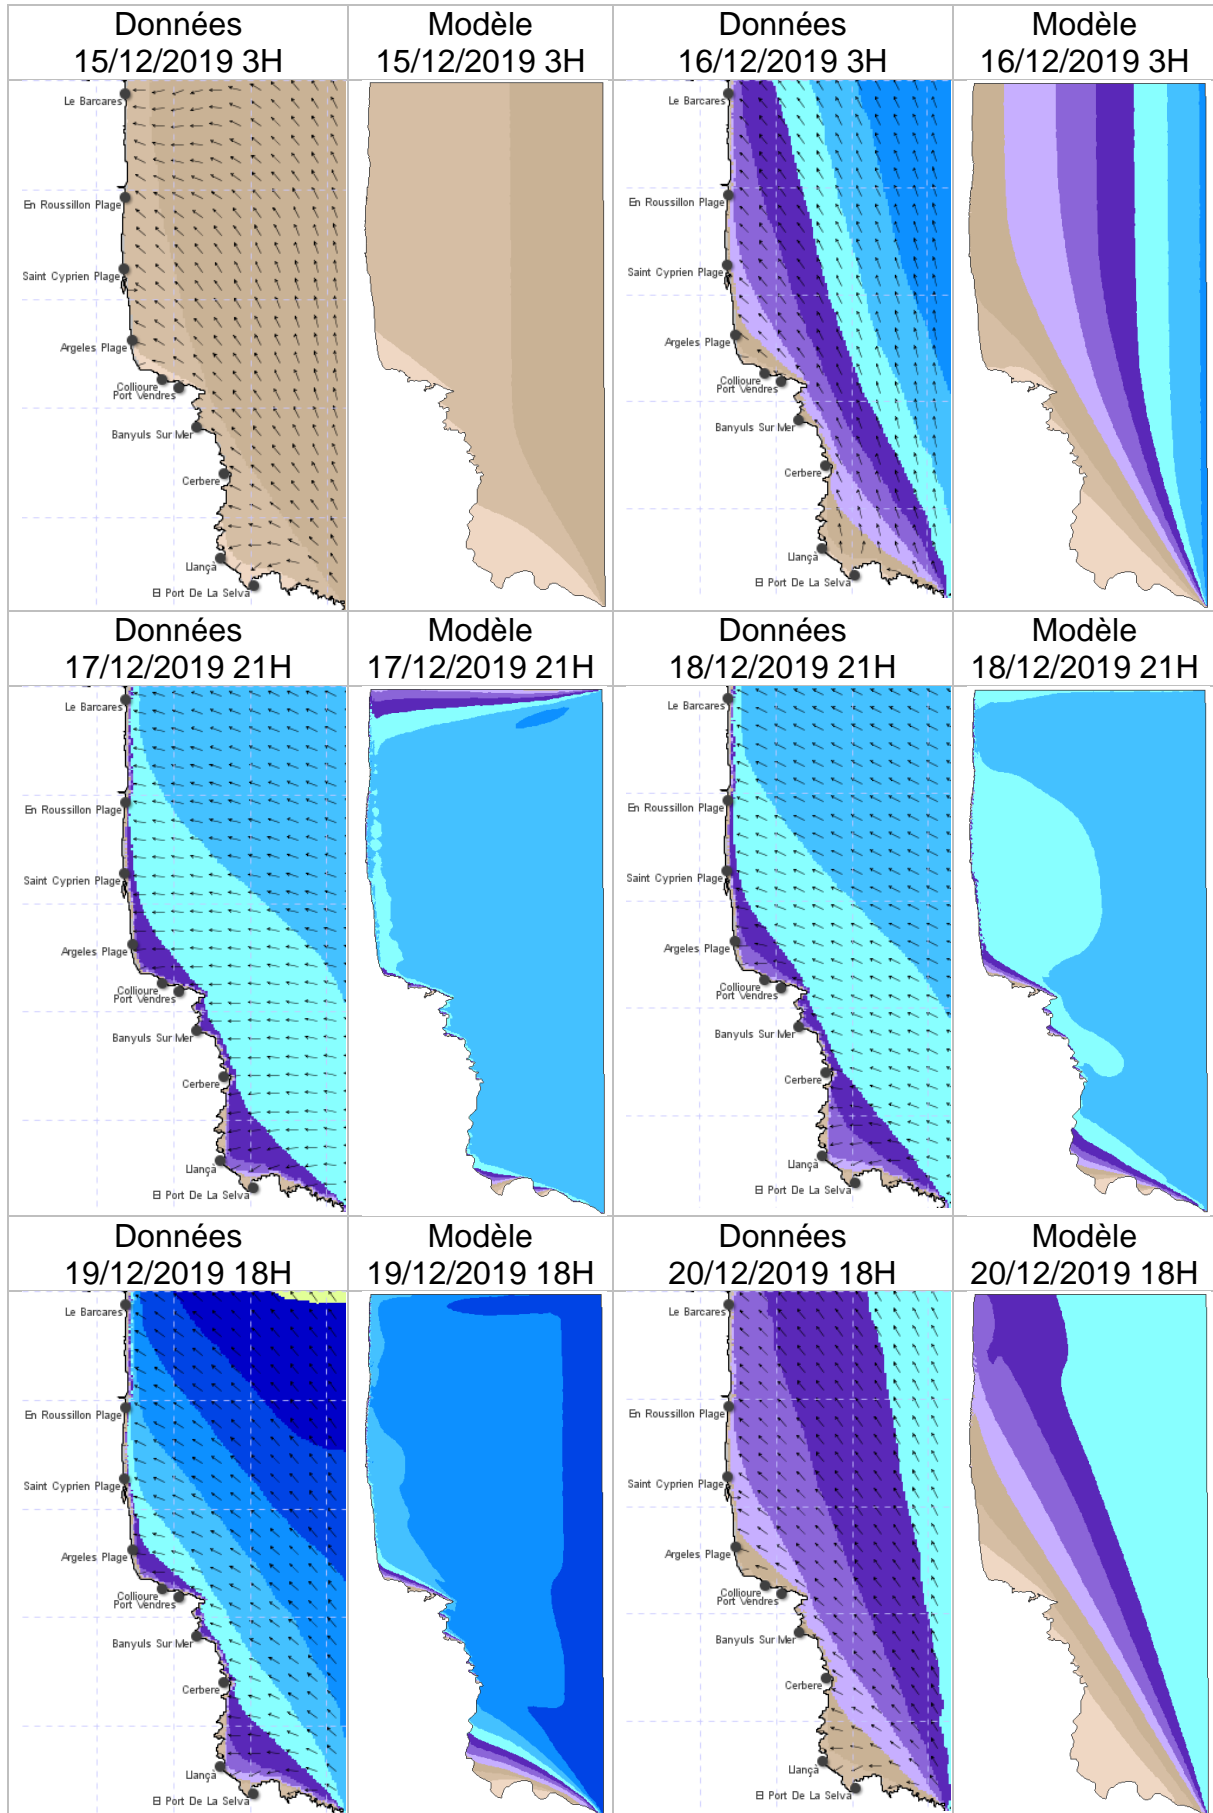 Données
15/12/2019 3H
Modèle
15/12/2019 3H
Données
16/12/2019 3H
Modèle
16/12/2019 3H
Le Barcares
En Roussillon Plage
Saint Cyprien Plage
Argeles Plage
Collioure
Port Vendres
Banyuls Sur Mer
Cerbere
Llançà
El Port De La Selva
Le Barcares
En Roussillon Plage
Saint Cyprien Plage
Argeles Plage
Collioure
Port Vendres
Banyuls Sur Mer
Cerbere
Llançà
El Port De La Selva
Données
17/12/2019 21H
Modèle
17/12/2019 21H
Données
18/12/2019 21H
Modèle
18/12/2019 21H
Le Barcares
En Roussillon Plage
Saint Cyprien Plage
Argeles Plage
Collioure
Port Vendres
Banyuls Sur Mer
Cerbere
Llançà
El Port De La Selva
Le Barcares
En Roussillon Plage
Saint Cyprien Plage
Argeles Plage
Collioure
Port Vendres
Banyuls Sur Mer
Cerbere
Llançà
El Port De La Selva
Données
19/12/2019 18H
Modèle
19/12/2019 18H
Données
20/12/2019 18H
Modèle
20/12/2019 18H
Le Barcares
En Roussillon Plage
Saint Cyprien Plage
Argeles Plage
Collioure
Port Vendres
Banyuls Sur Mer
Cerbere
Llançà
El Port De La Selva
Le Barcares
En Roussillon Plage
Saint Cyprien Plage
Argeles Plage
Collioure
Port Vendres
Banyuls Sur Mer
Cerbere
Llançà
El Port De La Selva